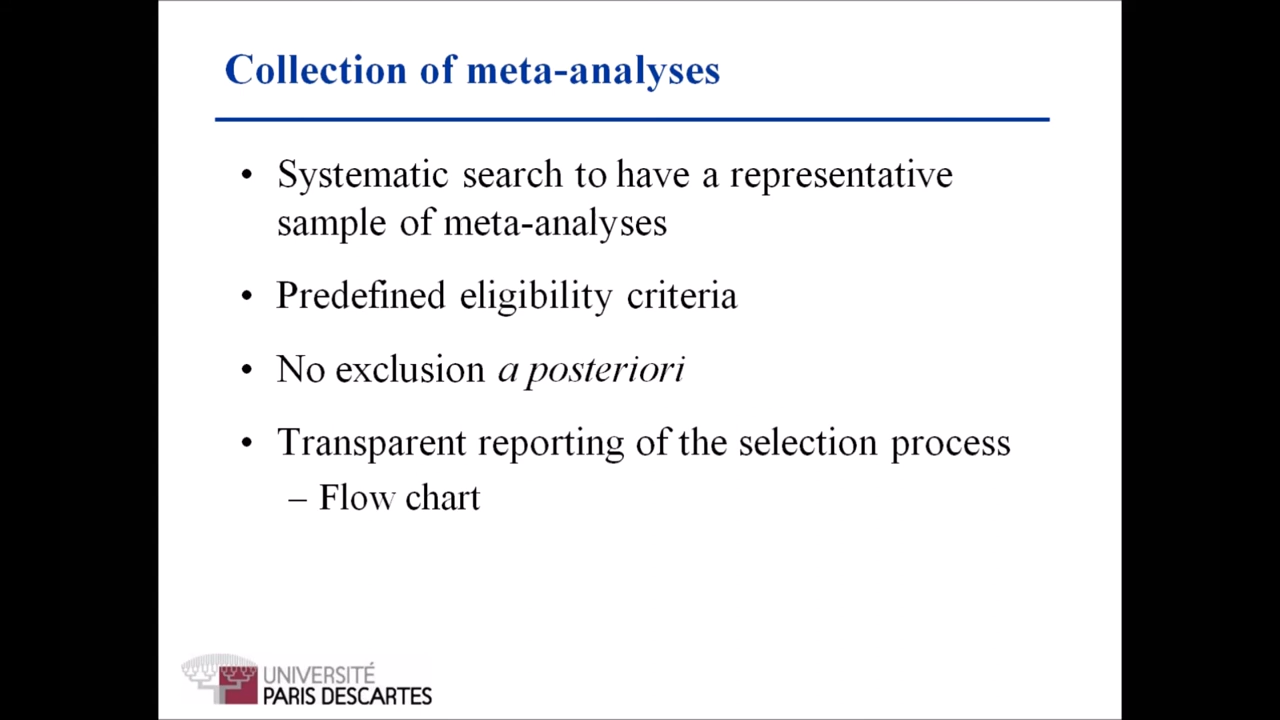 Collection of meta-analyses
• Systematic search to have a representative
sample of meta-analyses
• Predefined eligibility criteria
• No exclusion a posteriori
• Transparent reporting of the selection process
– Flow chart
UNIVERSITÉ
PARIS DESCARTES